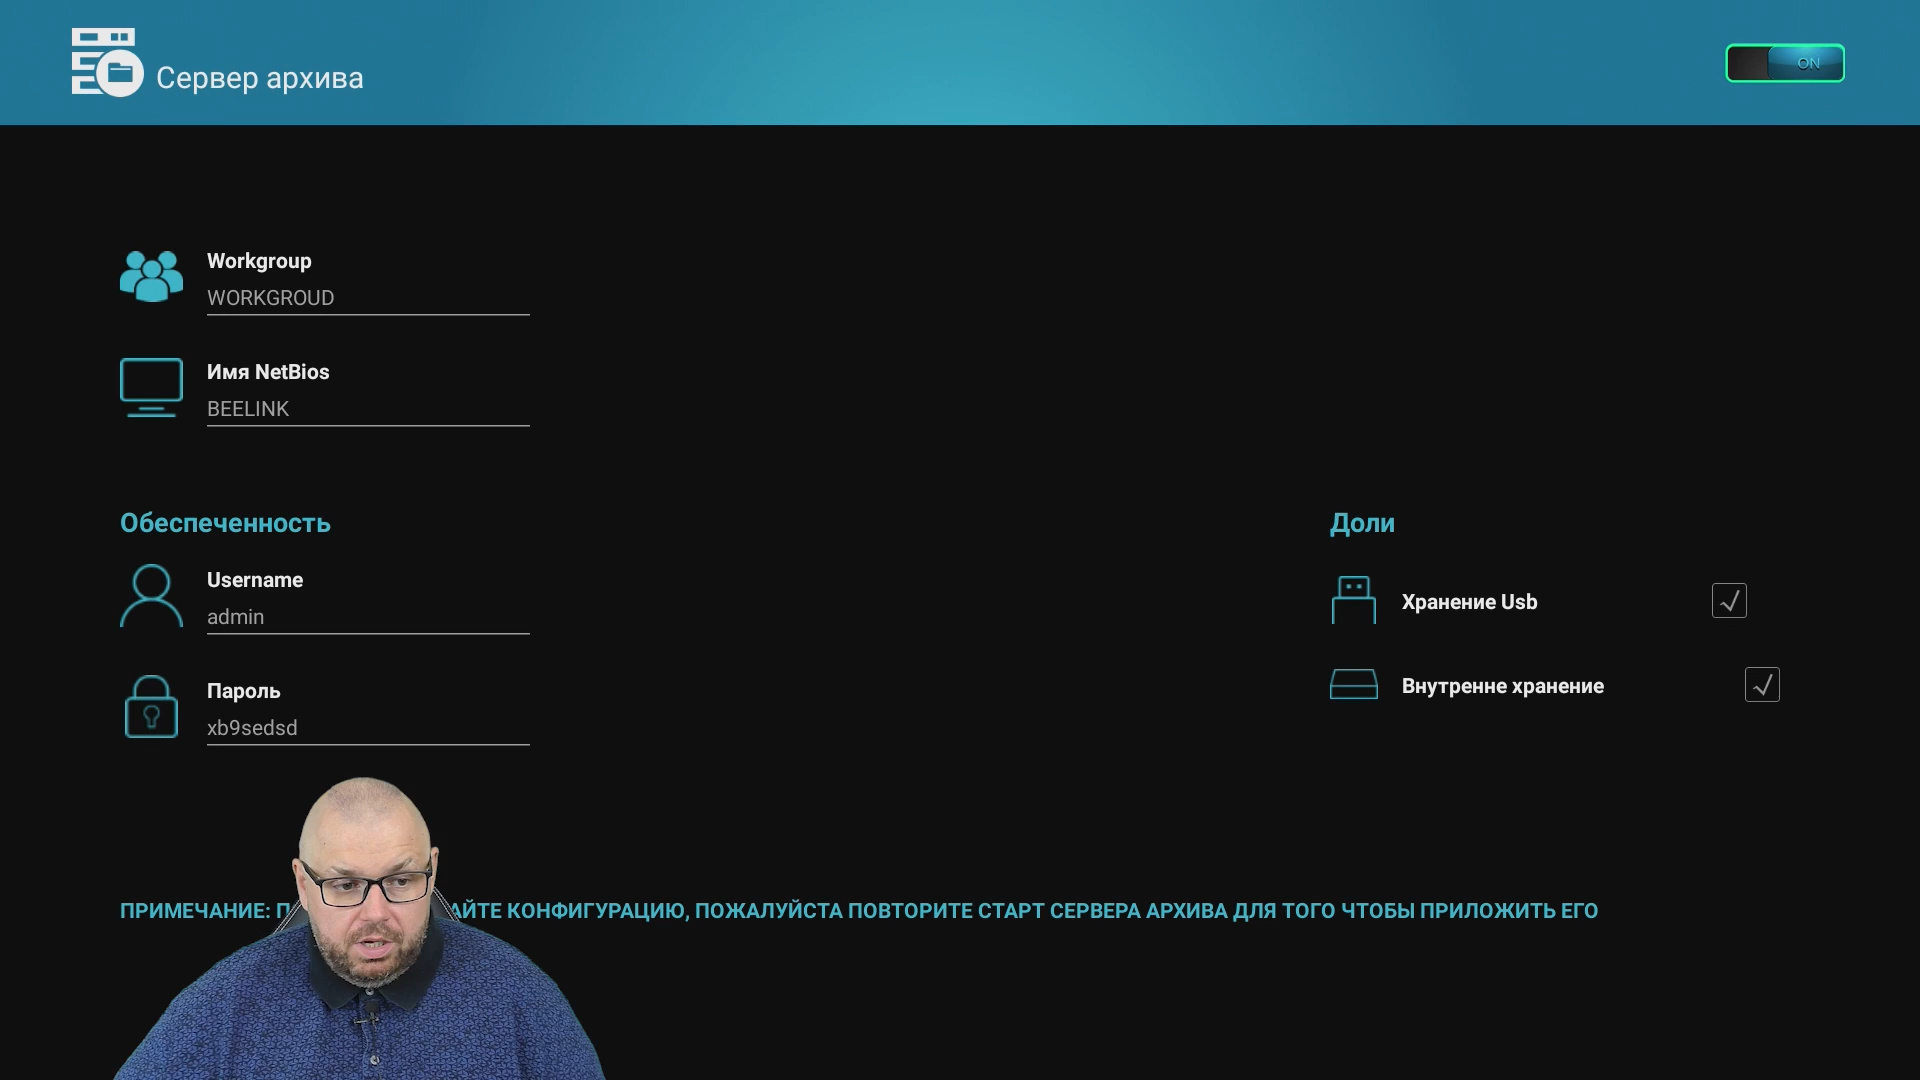 Сервер архива
ON
Workgroup
WORKGROUD
Имя NetBios
BEELINK
Обеспеченность
Username
admin
Пароль
xb9sedsd
Доли
Хранение Usb
Внутренне хранение
ПРИМЕЧАНИЕ: КОНФИГУРАЦИЮ, ПОЖАЛУЙСТА ПОВТОРИТЕ СТАРТ СЕРВЕРА АРХИВА ДЛЯ ТОГО ЧТОБЫ ПРИЛОЖИТЬ ЕГО